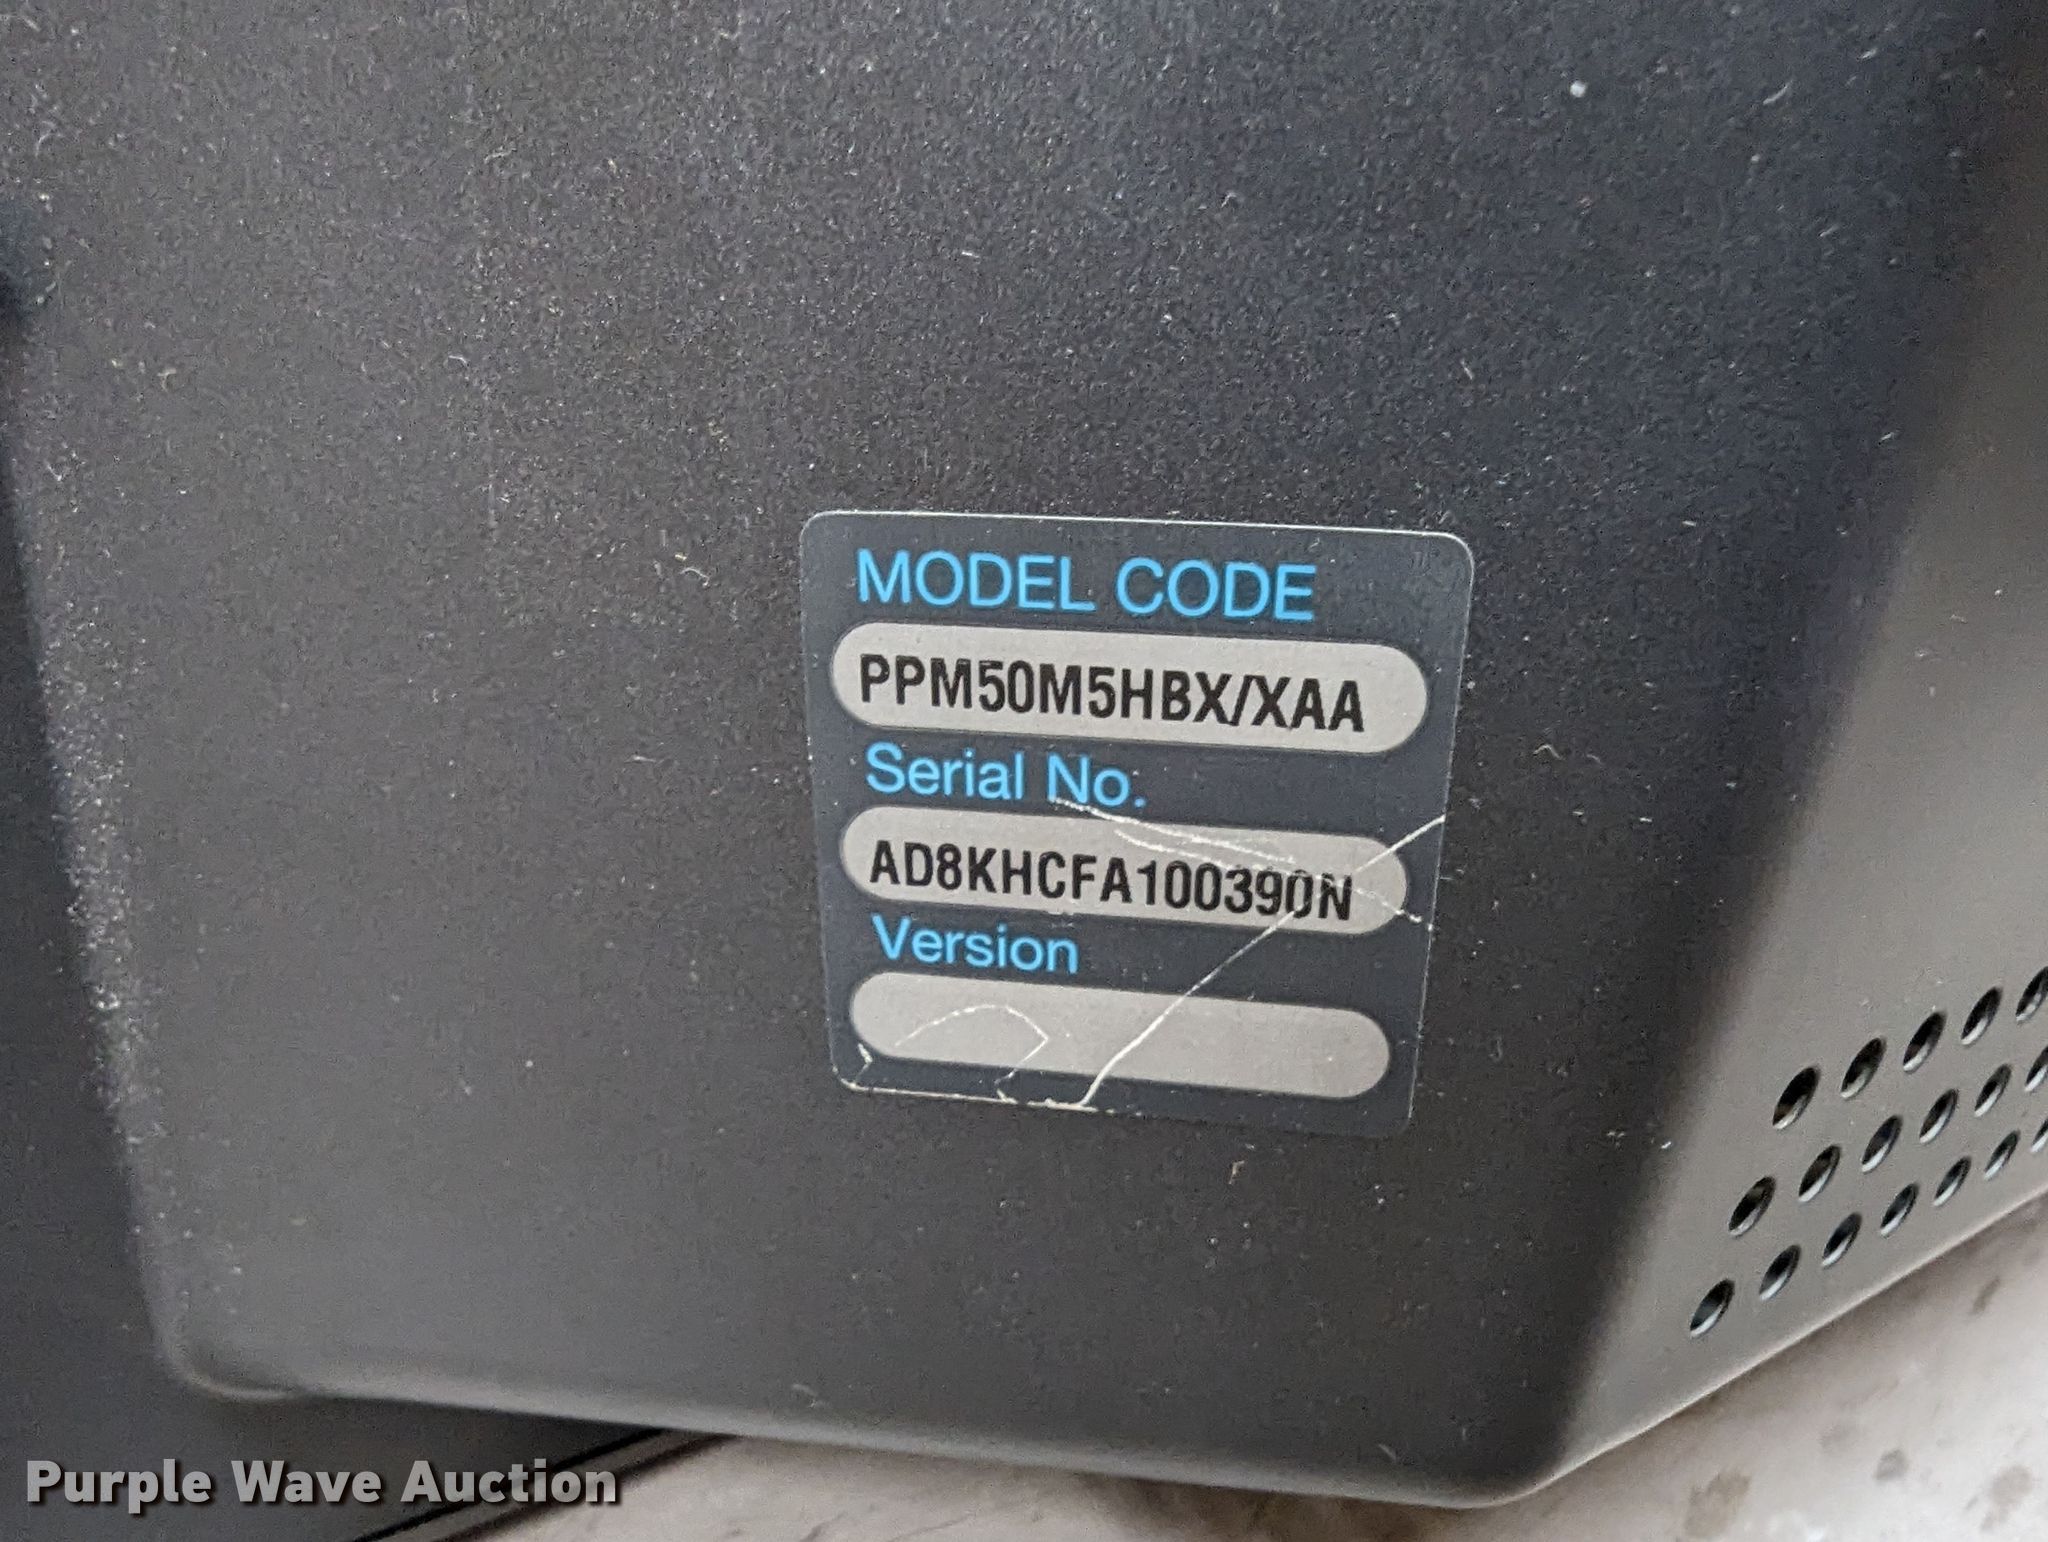 MODEL CODE
PPM50M5HBX/XAA
Serial No.
AD8KHCFA100390N
Version
Purple Wave Auction